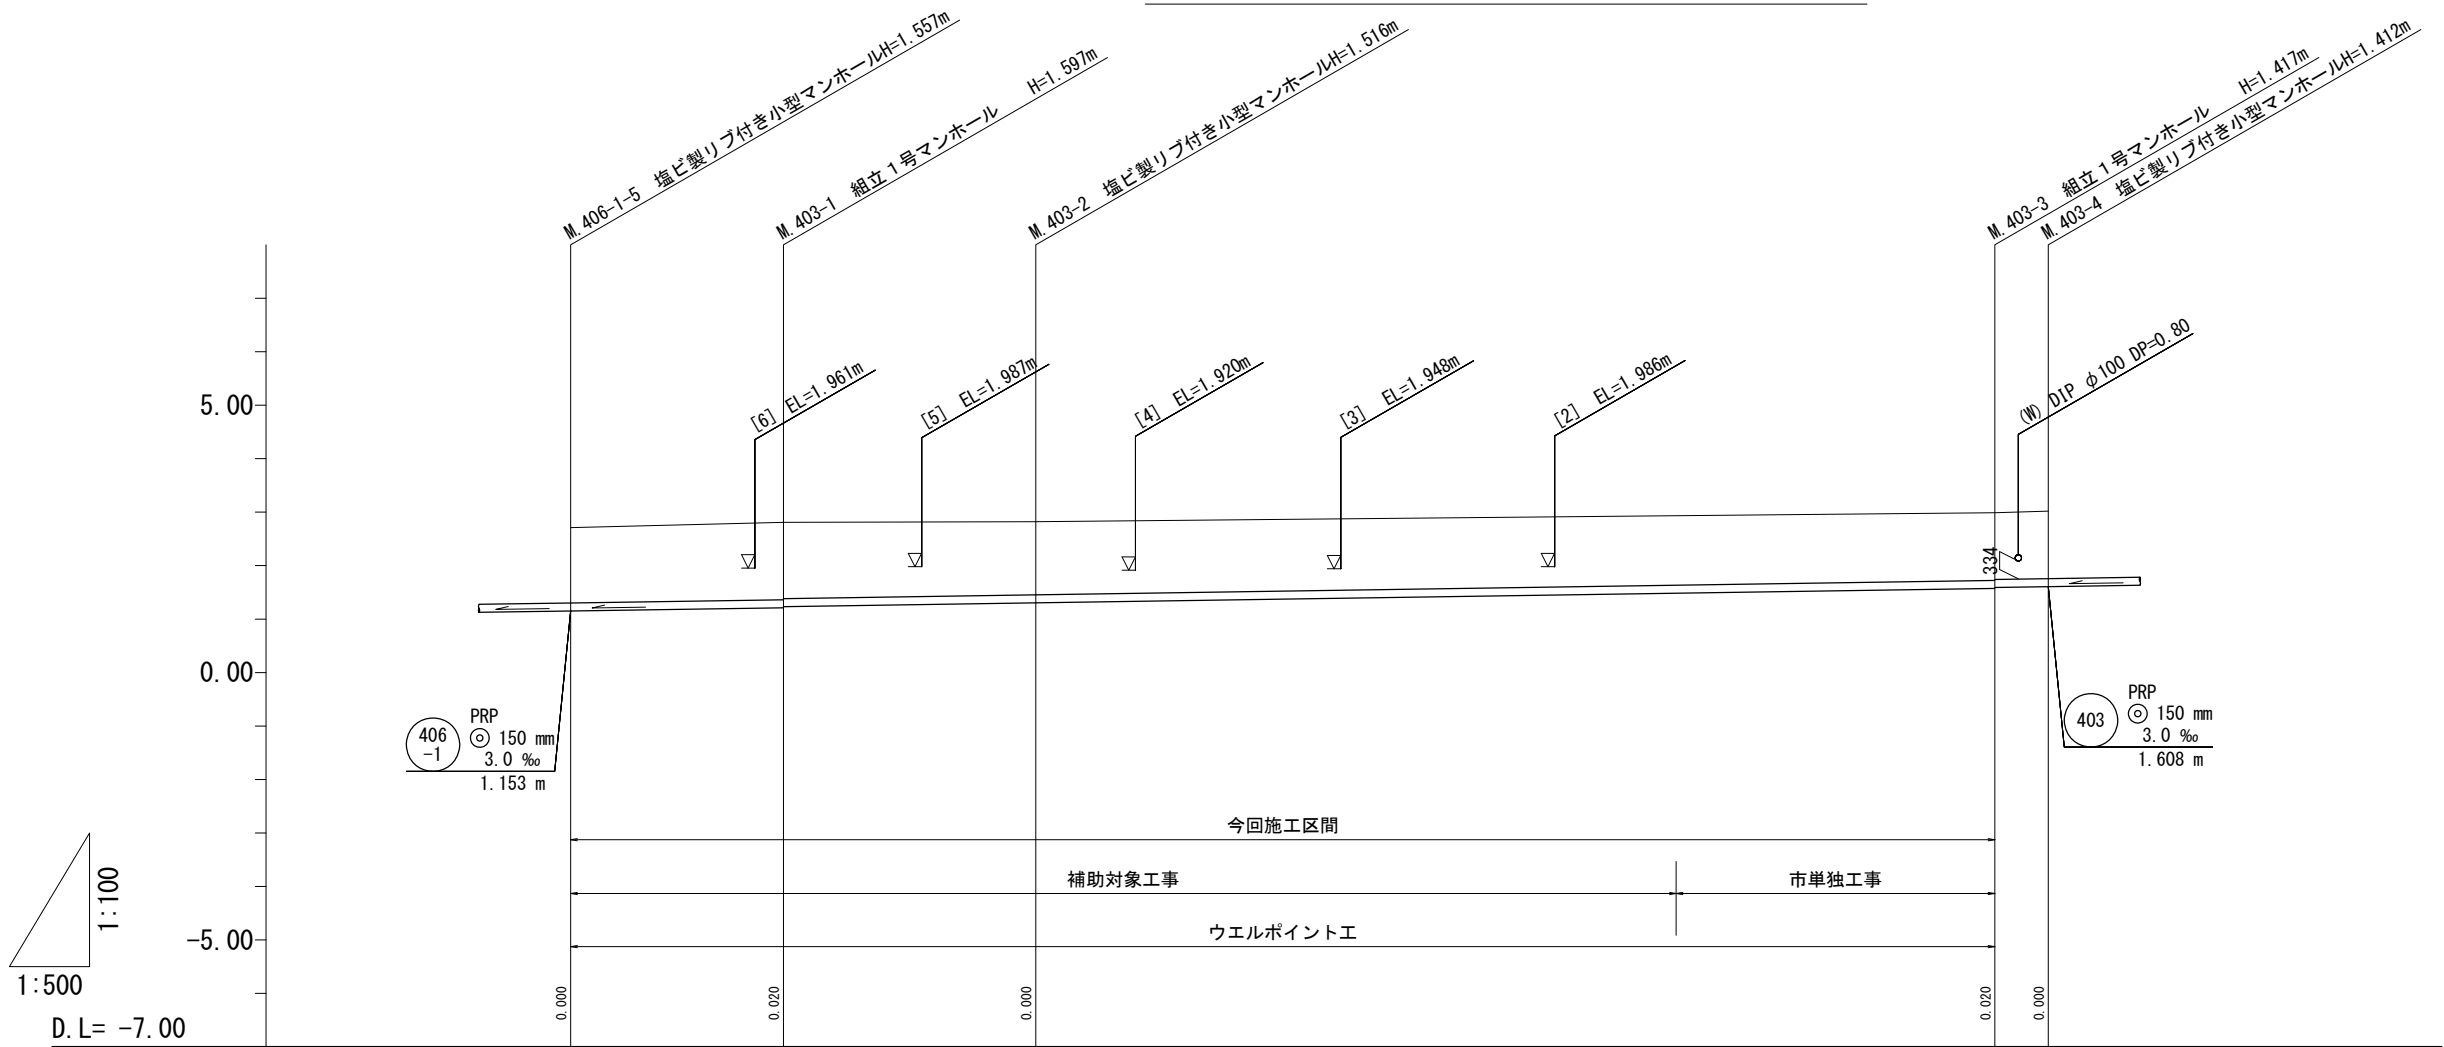 M.406-1-5　塩ビ製リブ付き小型マンホールH=1.557m
M.403-1　組立１号マンホール　　H=1.597m
M.403-2　塩ビ製リブ付き小型マンホールH=1.516m
M.403-3　組立１号マンホール　　H=1.417m
M.403-4　塩ビ製リブ付き小型マンホールH=1.412m
[6]　EL=1.961m
[5]　EL=1.987m
[4]　EL=1.920m
[3]　EL=1.948m
[2]　EL=1.986m
(W) DIP φ100 DP=0.80
5.00
334
0.00
406
-1
PRP
◎ 150 mm
3.0 ‰
1.153 m
403
PRP
◎ 150 mm
3.0 ‰
1.608 m
今回施工区間
補助対象工事
市単独工事
ウエルポイント工
-5.00
1:100
1:500
0.000
0.020
0.000
0.020
0.000
D.L= -7.00